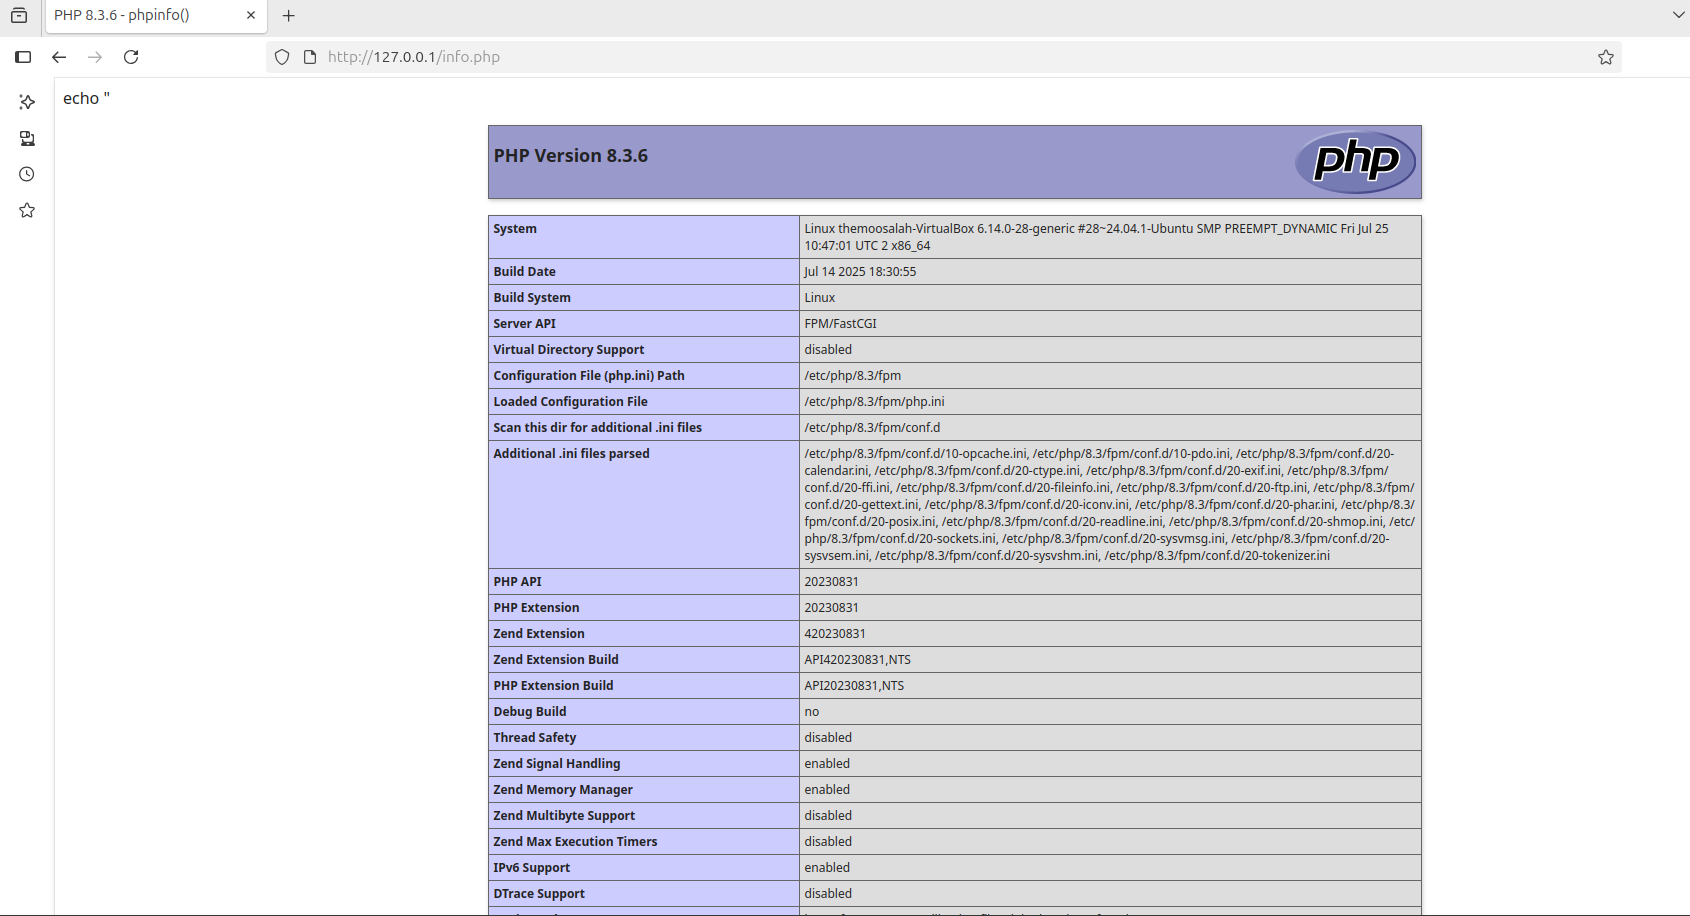 PHP 8.3.6 - phpinfo()
http://127.0.0.1/info.php
echo "
PHP Version 8.3.6
php
System
Linux themoosalah-VirtualBox 6.14.0-28-generic #28~24.04.1-Ubuntu SMP PREEMPT_DYNAMIC Fri Jul 25
10:47:01 UTC 2 x86_64
Build Date
Jul 14 2025 18:30:55
Build System
Linux
Server API
FPM/FastCGI
Virtual Directory Support
disabled
Configuration File (php.ini) Path
/etc/php/8.3/fpm
Loaded Configuration File
/etc/php/8.3/fpm/php.ini
Scan this dir for additional .ini files
/etc/php/8.3/fpm/conf.d
Additional .ini files parsed
/etc/php/8.3/fpm/conf.d/10-opcache.ini, /etc/php/8.3/fpm/conf.d/10-pdo.ini, /etc/php/8.3/fpm/conf.d/20-
calendar.ini, /etc/php/8.3/fpm/conf.d/20-ctype.ini, /etc/php/8.3/fpm/conf.d/20-exif.ini, /etc/php/8.3/fpm/
conf.d/20-ffi.ini, /etc/php/8.3/fpm/conf.d/20-fileinfo.ini, /etc/php/8.3/fpm/conf.d/20-ftp.ini, /etc/php/8.3/fpm/
conf.d/20-gettext.ini, /etc/php/8.3/fpm/conf.d/20-iconv.ini, /etc/php/8.3/fpm/conf.d/20-phar.ini, /etc/php/8.3/
fpm/conf.d/20-posix.ini, /etc/php/8.3/fpm/conf.d/20-readline.ini, /etc/php/8.3/fpm/conf.d/20-shmop.ini, /etc/
php/8.3/fpm/conf.d/20-sockets.ini, /etc/php/8.3/fpm/conf.d/20-sysvmsg.ini, /etc/php/8.3/fpm/conf.d/20-
sysvsem.ini, /etc/php/8.3/fpm/conf.d/20-sysvshm.ini, /etc/php/8.3/fpm/conf.d/20-tokenizer.ini
PHP API
20230831
PHP Extension
20230831
Zend Extension
420230831
Zend Extension Build
API420230831,NTS
PHP Extension Build
API20230831,NTS
Debug Build
no
Thread Safety
disabled
Zend Signal Handling
enabled
Zend Memory Manager
enabled
Zend Multibyte Support
disabled
Zend Max Execution Timers
disabled
IPv6 Support
enabled
DTrace Support
disabled